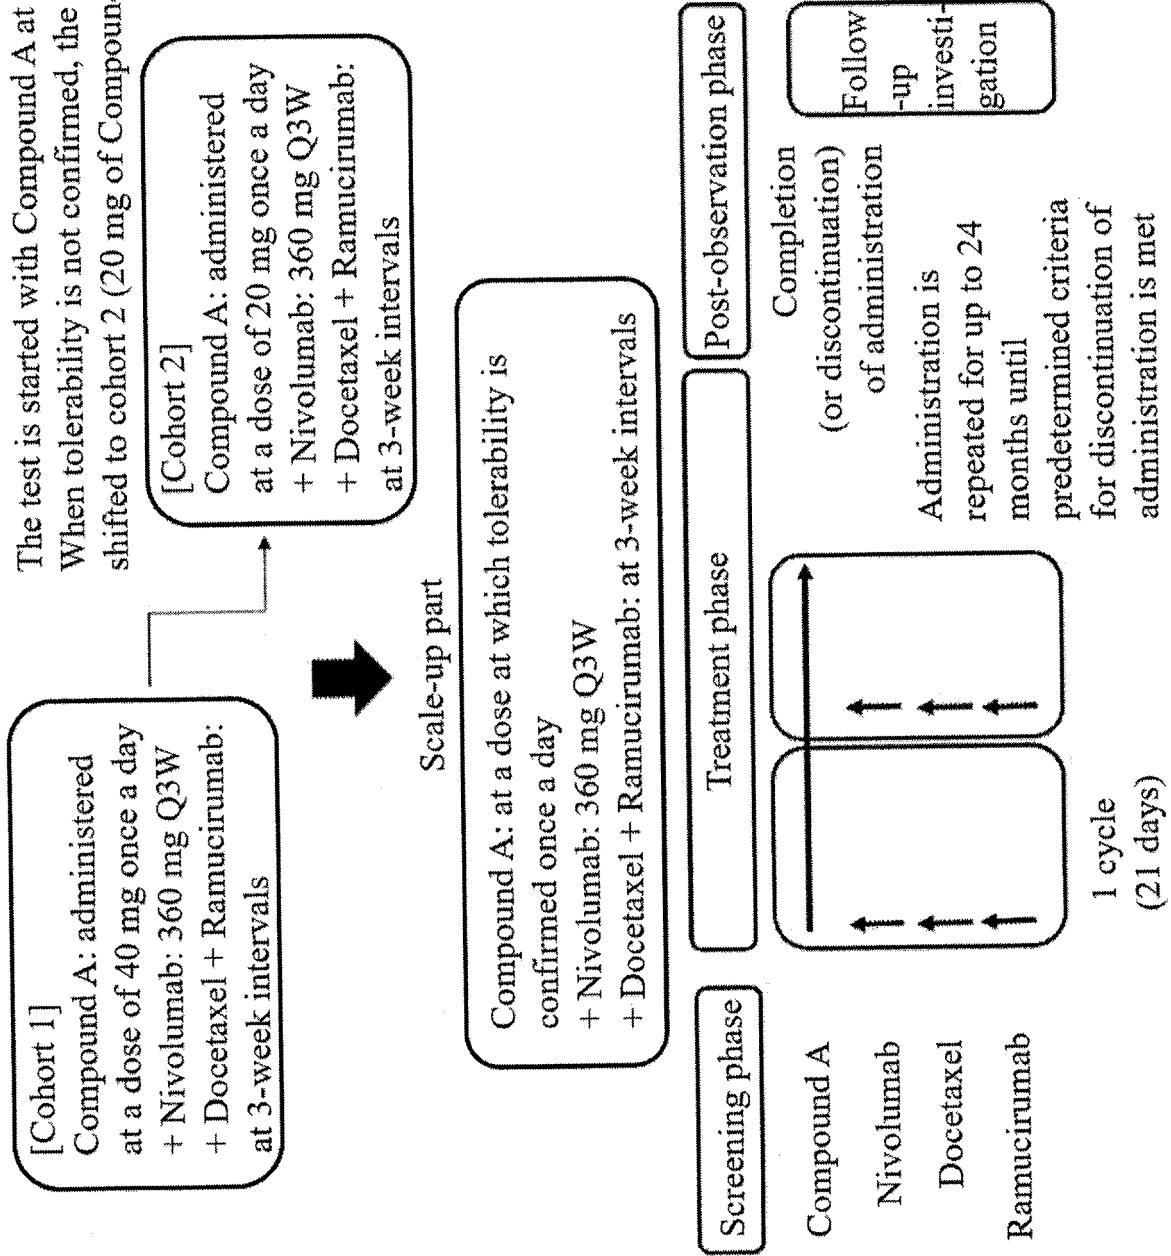 The test is started with Compound A at
When tolerability is not confirmed, the
shifted to cohort 2 (20 mg of
[Cohort 1]
Compound A: administered
at a dose of 40 mg once a day
+ Nivolumab: 360 mg Q3W
+ Docetaxel + Ramucirumab:
at 3-week intervals
[Cohort 2]
Compound A: administered
at a dose of 20 mg once a day
+ Nivolumab: 360 mg Q3W
+ Docetaxel + Ramucirumab:
at 3-week intervals
Scale-up part
Compound A: at a dose at which tolerability is
confirmed once a day
+ Nivolumab: 360 mg Q3W
+ Docetaxel + Ramucirumab: at 3-week intervals
Screening phase
Treatment phase
Post-observation phase
Compound A
Nivolumab
Docetaxel
Ramucirumab
1 cycle
(21 days)
Completion
(or discontinuation)
of administration
Administration is
repeated for up to 24
months until
predetermined criteria
for discontinuation of
administration is met
Follow
-up
investi-
gation